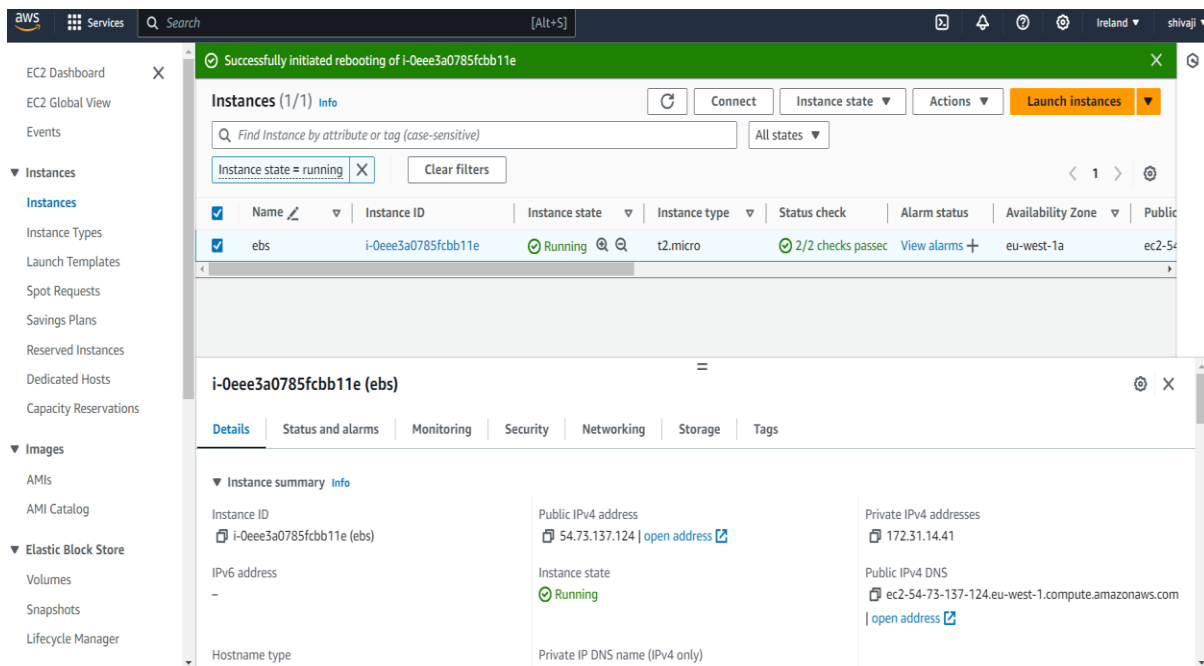 aws Services Search [Alt+S] Ireland shivaji
EC2 Dashboard
EC2 Global View
Events
Instances
Instances
Instance Types
Launch Templates
Spot Requests
Savings Plans
Reserved Instances
Dedicated Hosts
Capacity Reservations
Images
AMIs
AMI Catalog
Elastic Block Store
Volumes
Snapshots
Lifecycle Manager
Successfully initiated rebooting of i-0eee3a0785fcbb11e
Instances (1/1) Info Connect Instance state Actions Launch instances
Find Instance by attribute or tag (case-sensitive) All states
Instance state = running Clear filters 1
Name Instance ID Instance state Instance type Status check Alarm status Availability Zone Public
ebs i-0eee3a0785fcbb11e Running t2.micro 2/2 checks passec View alarms + eu-west-1a ec2-54
i-0eee3a0785fcbb11e (ebs)
Details Status and alarms Monitoring Security Networking Storage Tags
Instance summary Info
Instance ID Public IPv4 address Private IPv4 addresses
i-0eee3a0785fcbb11e (ebs) 54.73.137.124 | open address 172.31.14.41
IPv6 address Instance state Public IPv4 DNS
– Running ec2-54-73-137-124.eu-west-1.compute.amazonaws.com
| open address
Hostname type Private IP DNS name (IPv4 only)